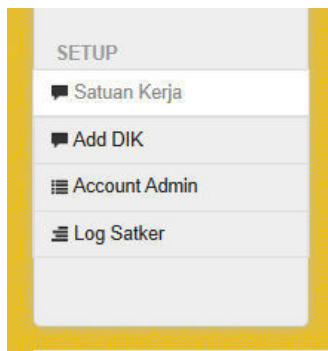 SETUP
Satuan Kerja
Add DIK
Account Admin
Log Satker